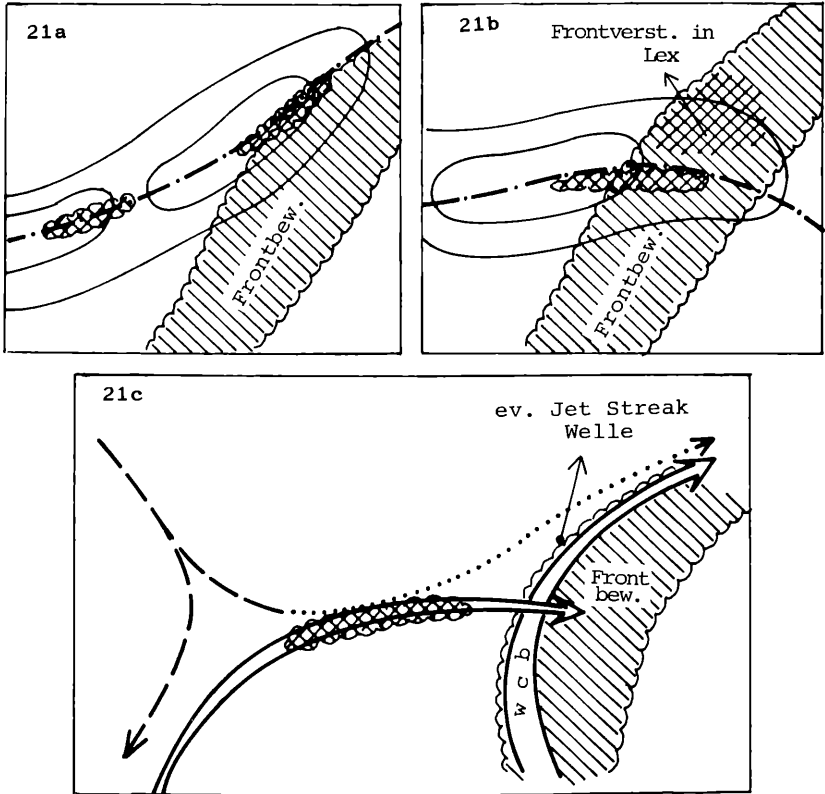 21a
Frontbew.
21b
Frontverst. in
Lex
Frontbew.
21c
ev. Jet Streak
Welle
Front
bew.
w c b